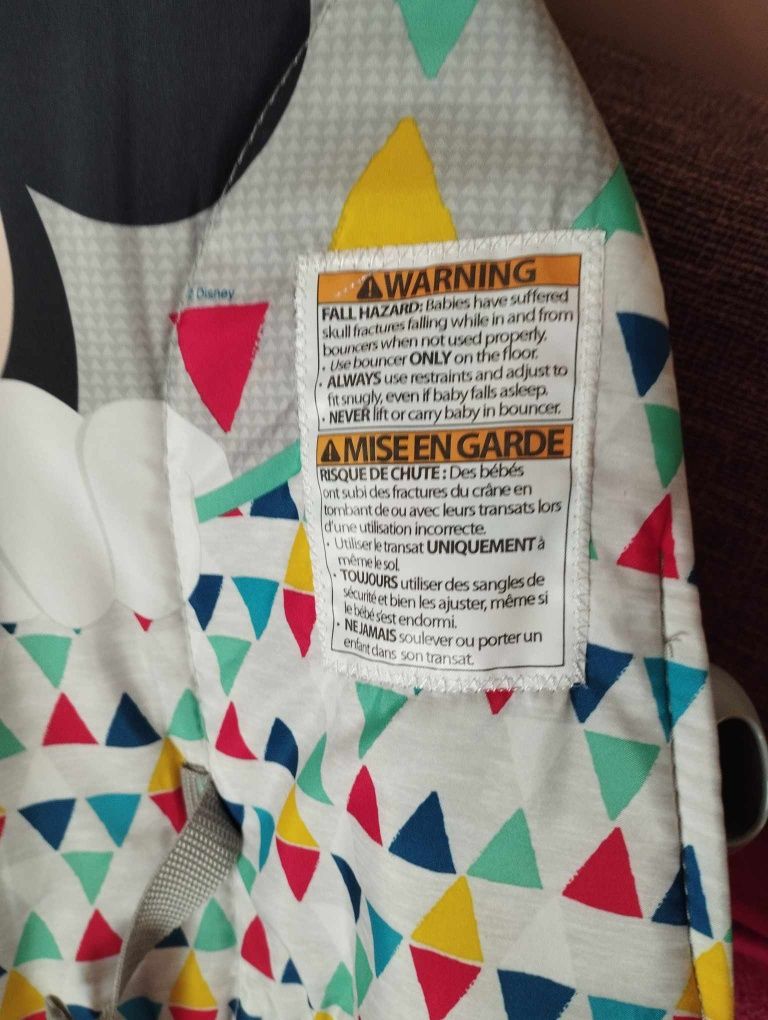 Disney
WARNING
FALL HAZARD: Babies have suffered
skull fractures falling while in and from
bouncers when not used properly.
· Use bouncer ONLY on the floor.
· ALWAYS use restraints and adjust to
fit snugly, even if baby falls asleep.
· NEVER lift or carry baby in bouncer.
MISE EN GARDE
RISQUE DE CHUTE : Des bébés
ont subi des fractures du crâne en
tombant de ou avec leurs transats lors
d'une utilisation incorrecte.
· Utiliser le transat UNIQUEMENT à
même le sol.
· TOUJOURS utiliser des sangles de
sécurité et bien les ajuster, même si
le bébé s'est endormi.
· NE JAMAIS soulever ou porter un
enfant dans son transat.